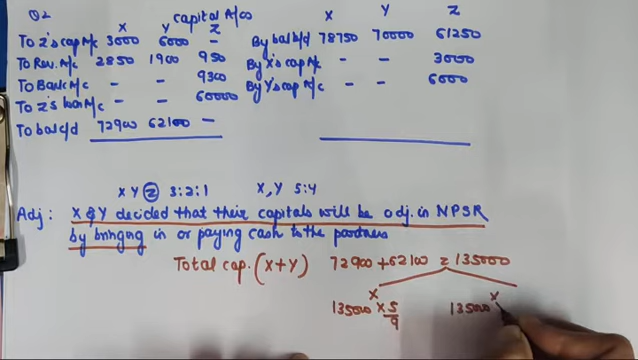 Q2 Capital A/cs
X Y Z X Y Z
To Z's cap A/c 3000 6000 - By bal b/d 78750 70000 61250
To Rev. A/c 2850 1900 950 By X's cap A/c - - 3000
To Bank A/c - - 9300 By Y's cap A/c - - 6000
To Z's loan A/c - - 60000
To bal c/d 72900 62100 -
X Y Z 3:2:1 X, Y 5:4
Adj: X & Y decided that their capitals will be adj. in NPSR
by bringing in or paying cash to the partners
Total cap. (X+Y) 72900 + 62100 = 135000
X
135000 × 5/9 135000 ×